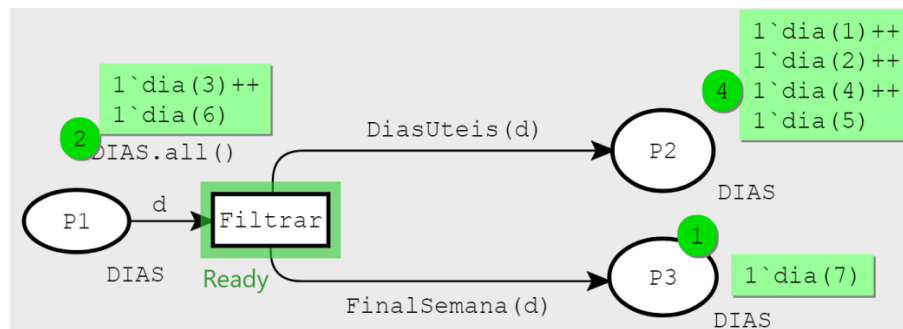 1`dia(1)++
1`dia(2)++
1`dia(4)++
1`dia(5)
4
1`dia(3)++
1`dia(6)
2
DIAS.all()
DiasUteis(d)
P2
DIAS
d
P1
Filtrar
DIAS
Ready
1
P3
1`dia(7)
FinalSemana(d)
DIAS